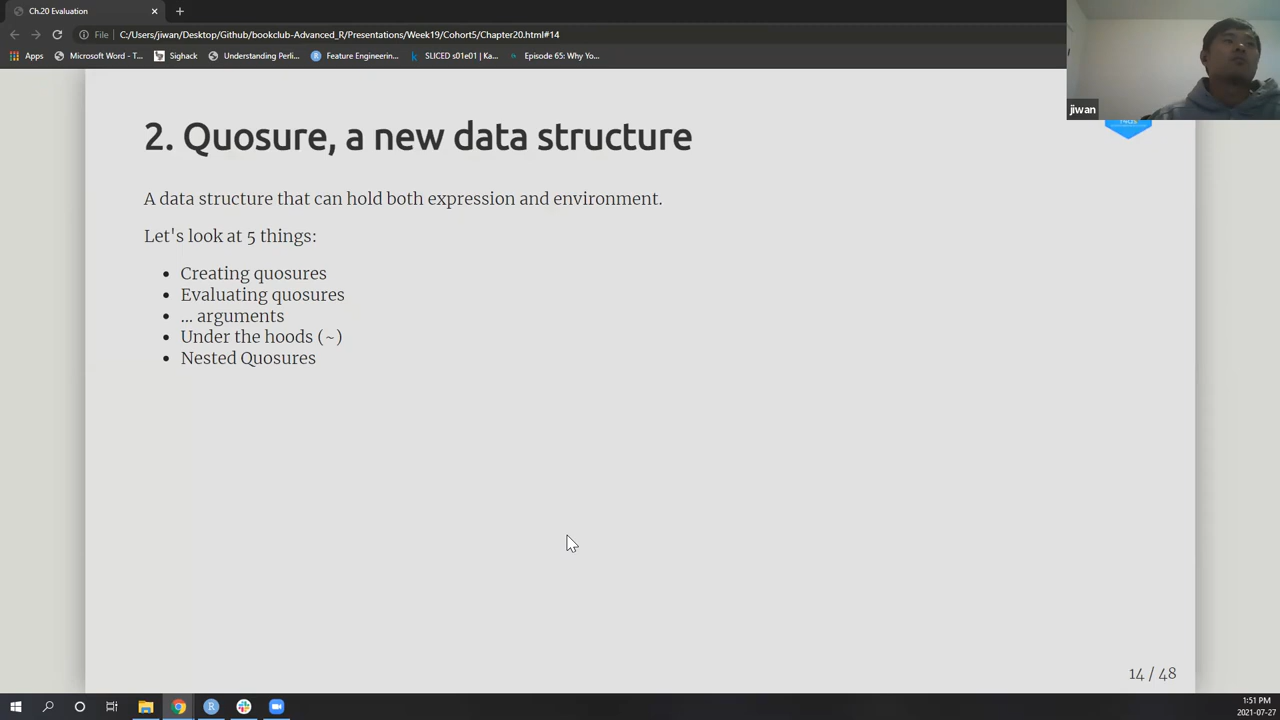 Ch.20 Evaluation
File
C:/Users/jiwan/Desktop/Github/bookclub-Advanced_R/Presentations/Week19/Cohort5/Chapter20.html#14
Apps
Microsoft Word - T...
Sighack
Understanding Perli...
Feature Engineering...
SLICED s01e01 | Ka...
Episode 65: Why Yo...
jiwan
2. Quosure, a new data structure
A data structure that can hold both expression and environment.
Let's look at 5 things:
• Creating quosures
• Evaluating quosures
• ... arguments
• Under the hoods (~)
• Nested Quosures
14 / 48
1:51 PM
2021-07-27